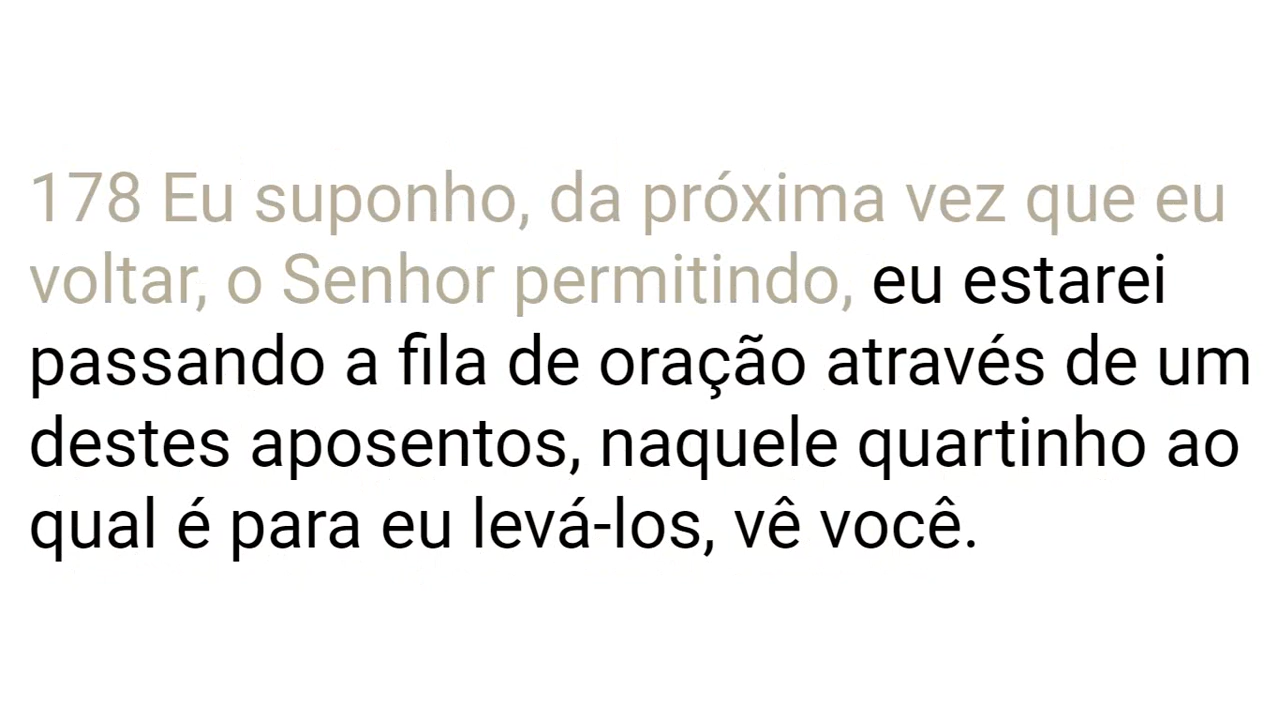 178 Eu suponho, da próxima vez que eu
voltar, o Senhor permitindo, eu estarei
passando a fila de oração através de um
destes aposentos, naquele quartinho ao
qual é para eu levá-los, vê você.